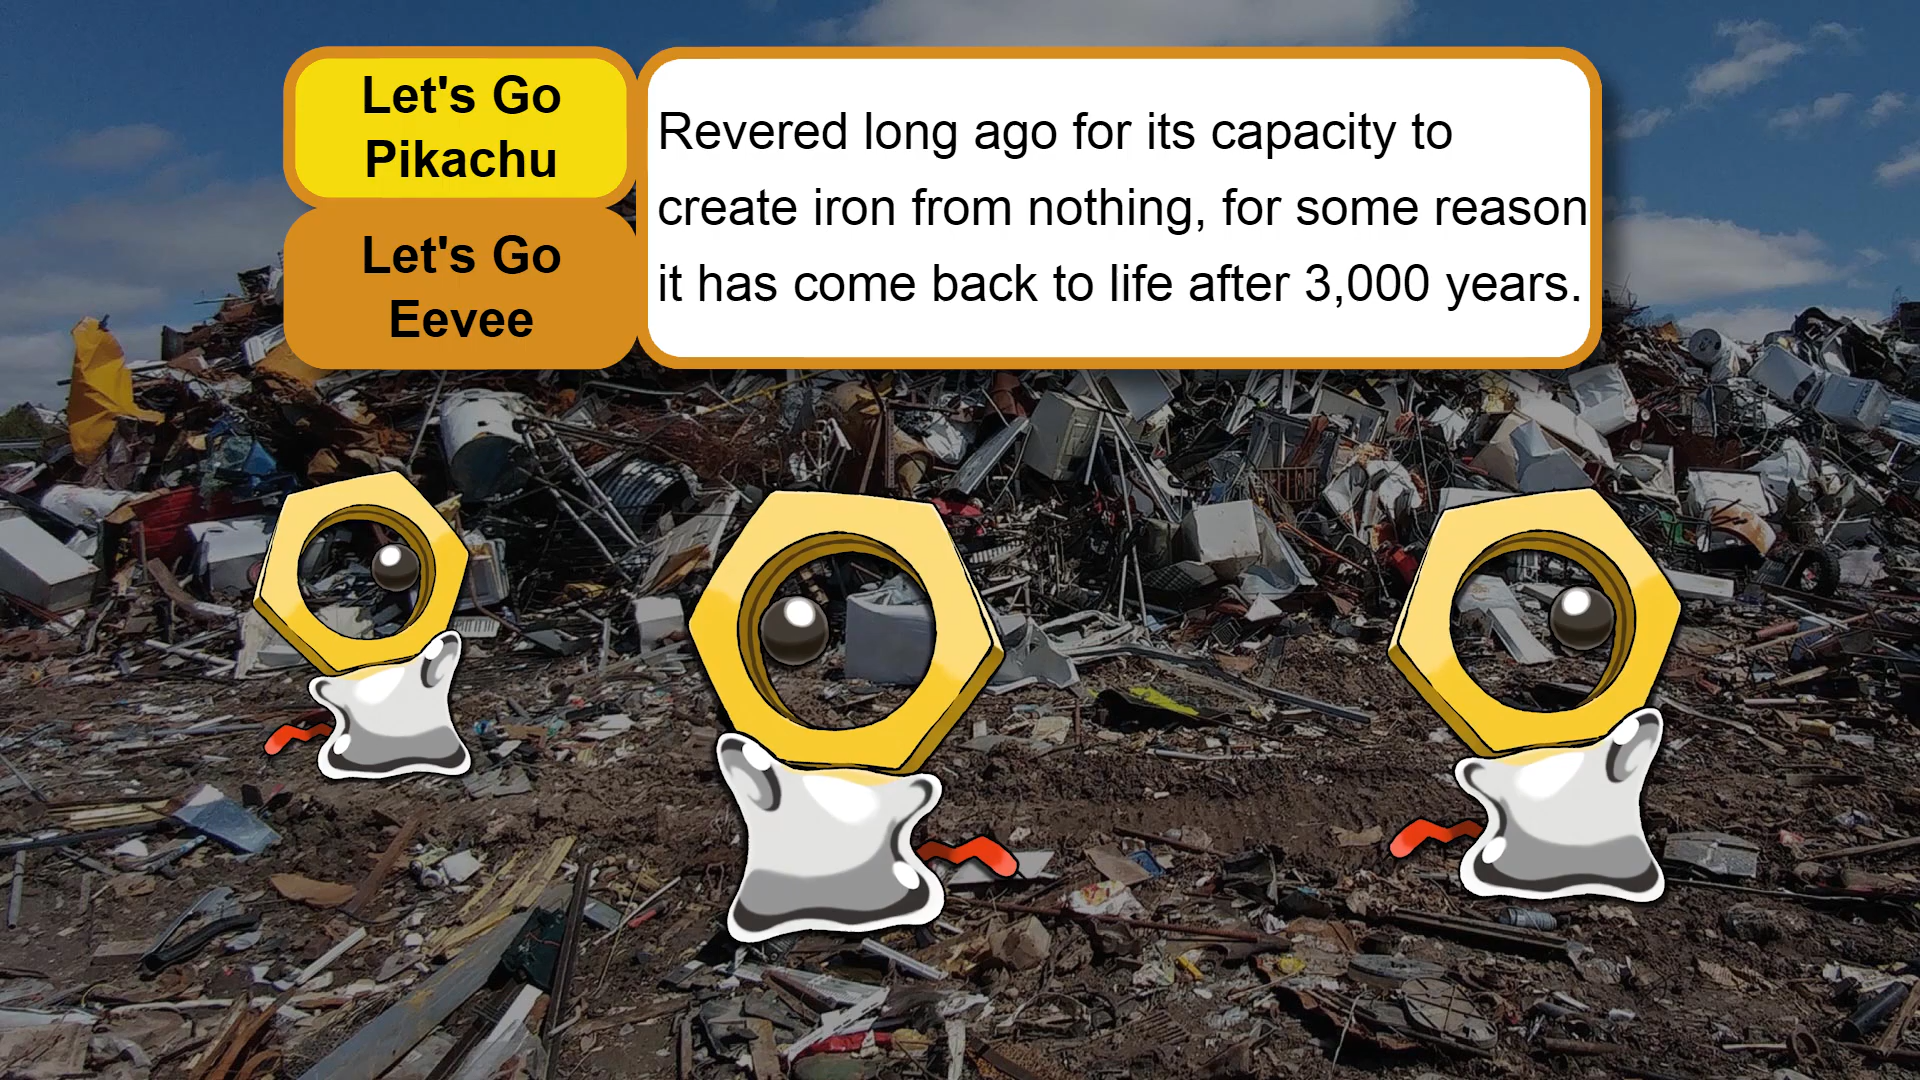 Let's Go
Pikachu
Let's Go
Eevee
Revered long ago for its capacity to
create iron from nothing, for some reason
it has come back to life after 3,000 years.